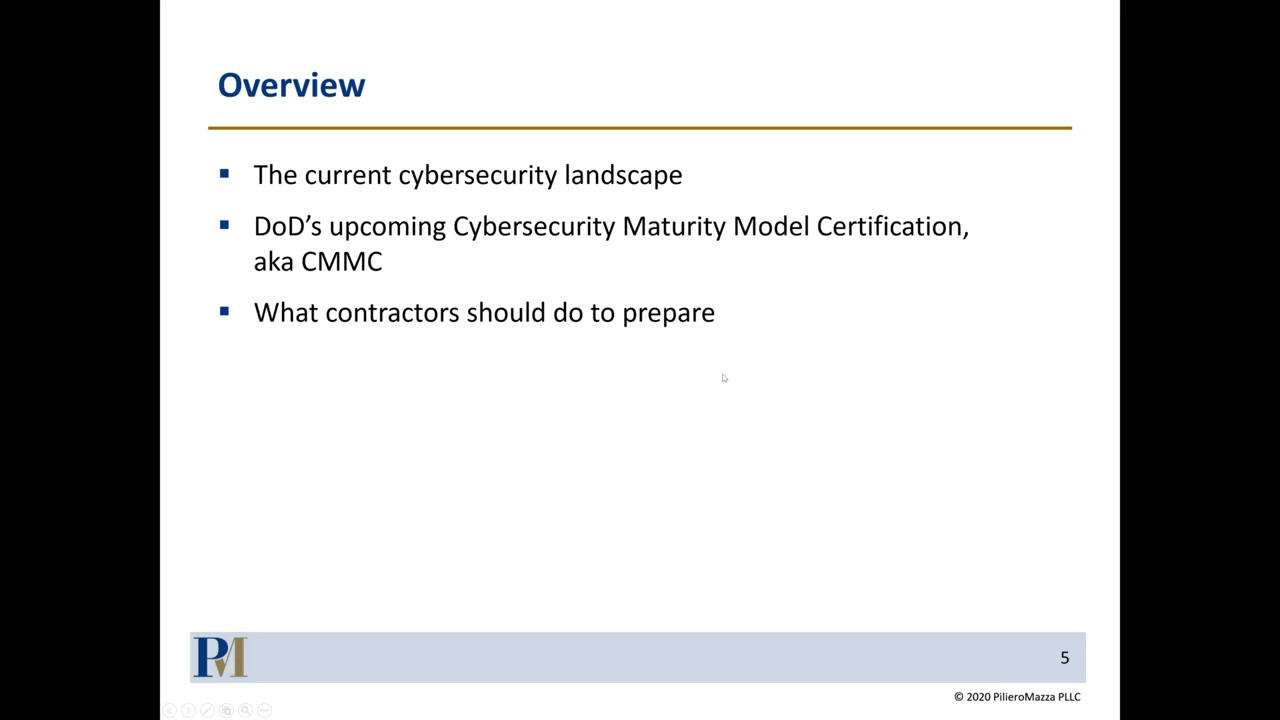 Overview
▪ The current cybersecurity landscape
▪ DoD’s upcoming Cybersecurity Maturity Model Certification,
aka CMMC
▪ What contractors should do to prepare
PM
5
© 2020 PilieroMazza PLLC